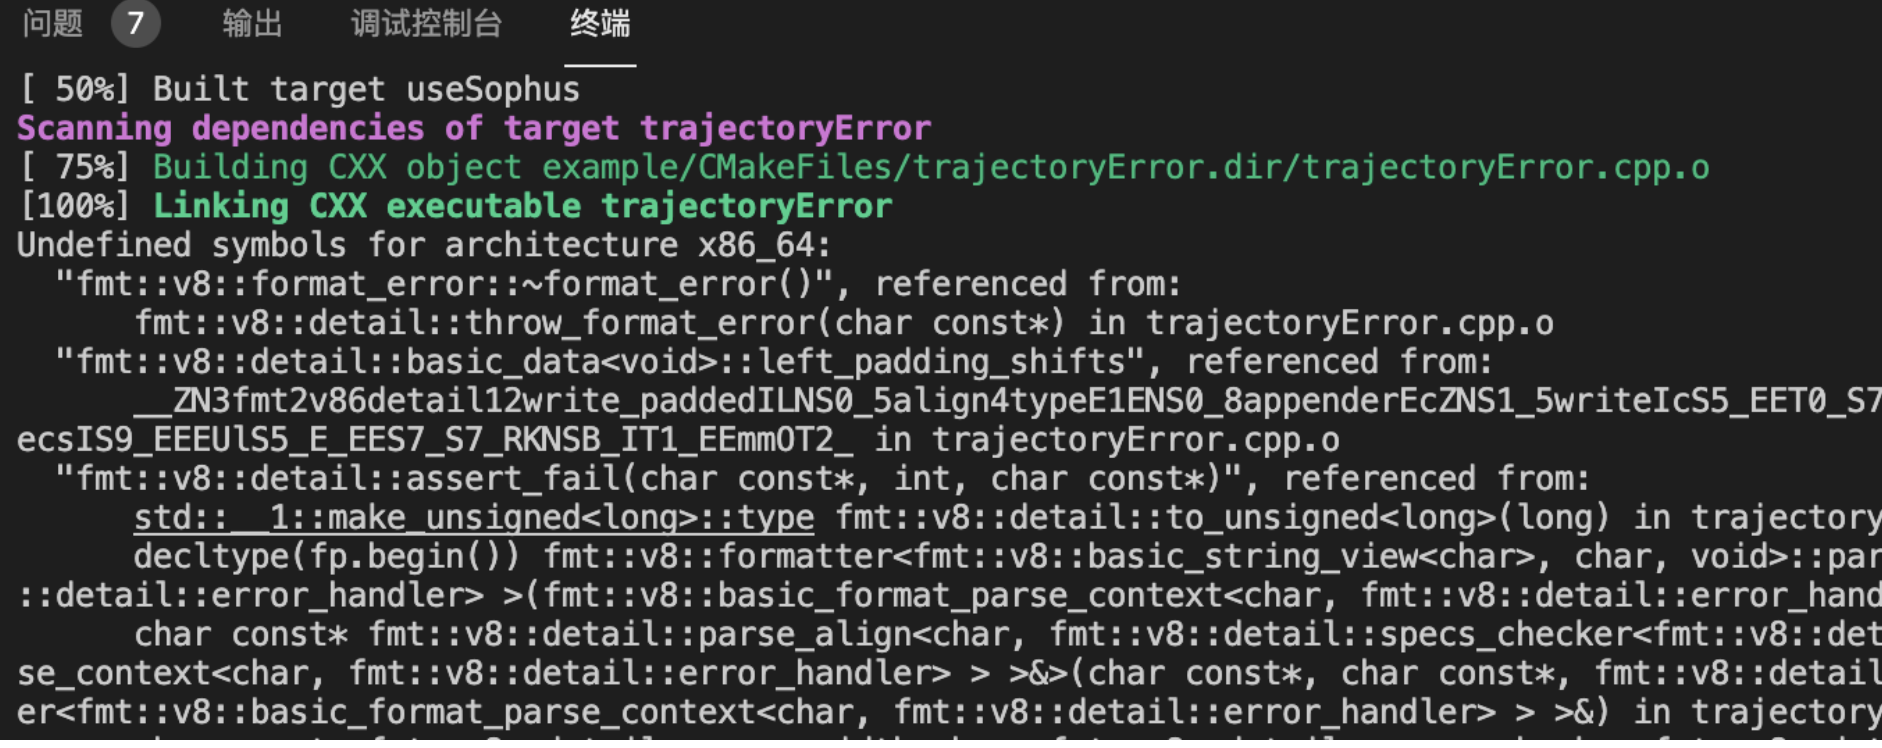 问题 7 输出 调试控制台 终端
[ 50%] Built target useSophus
Scanning dependencies of target trajectoryError
[ 75%] Building CXX object example/CMakeFiles/trajectoryError.dir/trajectoryError.cpp.o
[100%] Linking CXX executable trajectoryError
Undefined symbols for architecture x86_64:
"fmt::v8::format_error::~format_error()", referenced from:
fmt::v8::detail::throw_format_error(char const*) in trajectoryError.cpp.o
"fmt::v8::detail::basic_data<void>::left_padding_shifts", referenced from:
__ZN3fmt2v86detail12write_paddedILNS0_5align4typeE1ENS0_8appenderEcZNS1_5writeIcS5_EET0_S7
ecsIS9_EEEUlS5_E_EES7_S7_RKNSB_IT1_EEmmOT2_ in trajectoryError.cpp.o
"fmt::v8::detail::assert_fail(char const*, int, char const*)", referenced from:
std::__1::make_unsigned<long>::type fmt::v8::detail::to_unsigned<long>(long) in trajectory
decltype(fp.begin()) fmt::v8::formatter<fmt::v8::basic_string_view<char>, char, void>::par
::detail::error_handler> >(fmt::v8::basic_format_parse_context<char, fmt::v8::detail::error_hand
char const* fmt::v8::detail::parse_align<char, fmt::v8::detail::specs_checker<fmt::v8::det
se_context<char, fmt::v8::detail::error_handler> > >&>(char const*, char const*, fmt::v8::detail
er<fmt::v8::basic_format_parse_context<char, fmt::v8::detail::error_handler> > >&) in trajectory